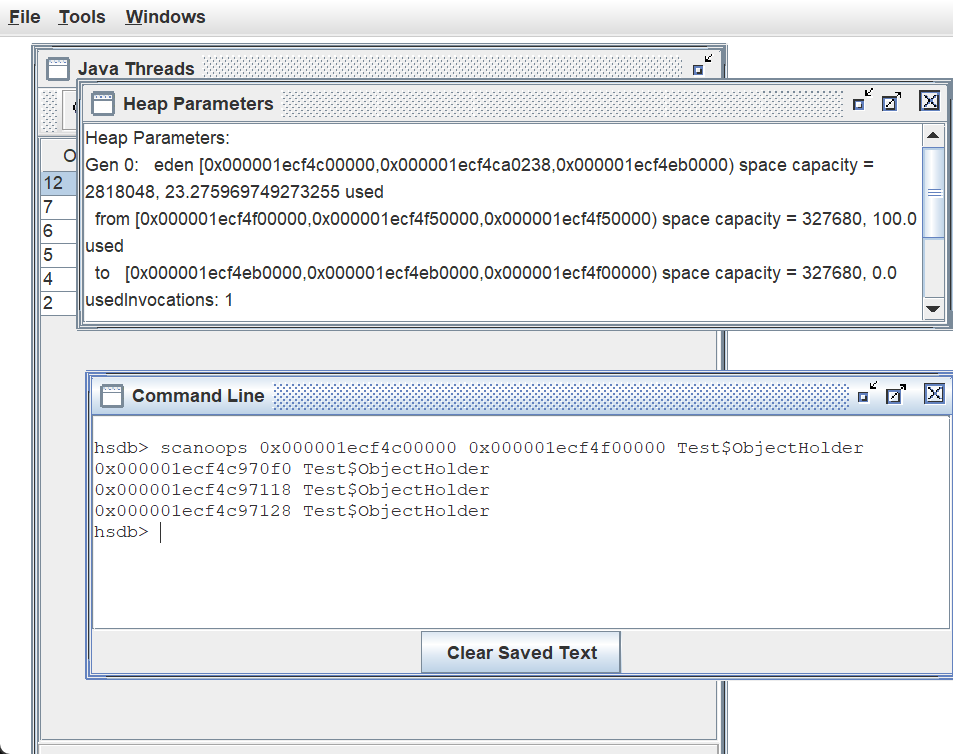 File Tools Windows
Java Threads
Heap Parameters
Heap Parameters:
Gen 0:   eden [0x000001ecf4c00000,0x000001ecf4ca0238,0x000001ecf4eb0000) space capacity =
2818048, 23.275969749273255 used
  from [0x000001ecf4f00000,0x000001ecf4f50000,0x000001ecf4f50000) space capacity = 327680, 100.0
used
  to   [0x000001ecf4eb0000,0x000001ecf4eb0000,0x000001ecf4f00000) space capacity = 327680, 0.0
usedInvocations: 1
O
12
7
6
5
4
2
Command Line
hsdb> scanoops 0x000001ecf4c00000 0x000001ecf4f00000 Test$ObjectHolder
0x000001ecf4c970f0 Test$ObjectHolder
0x000001ecf4c97118 Test$ObjectHolder
0x000001ecf4c97128 Test$ObjectHolder
hsdb>
Clear Saved Text